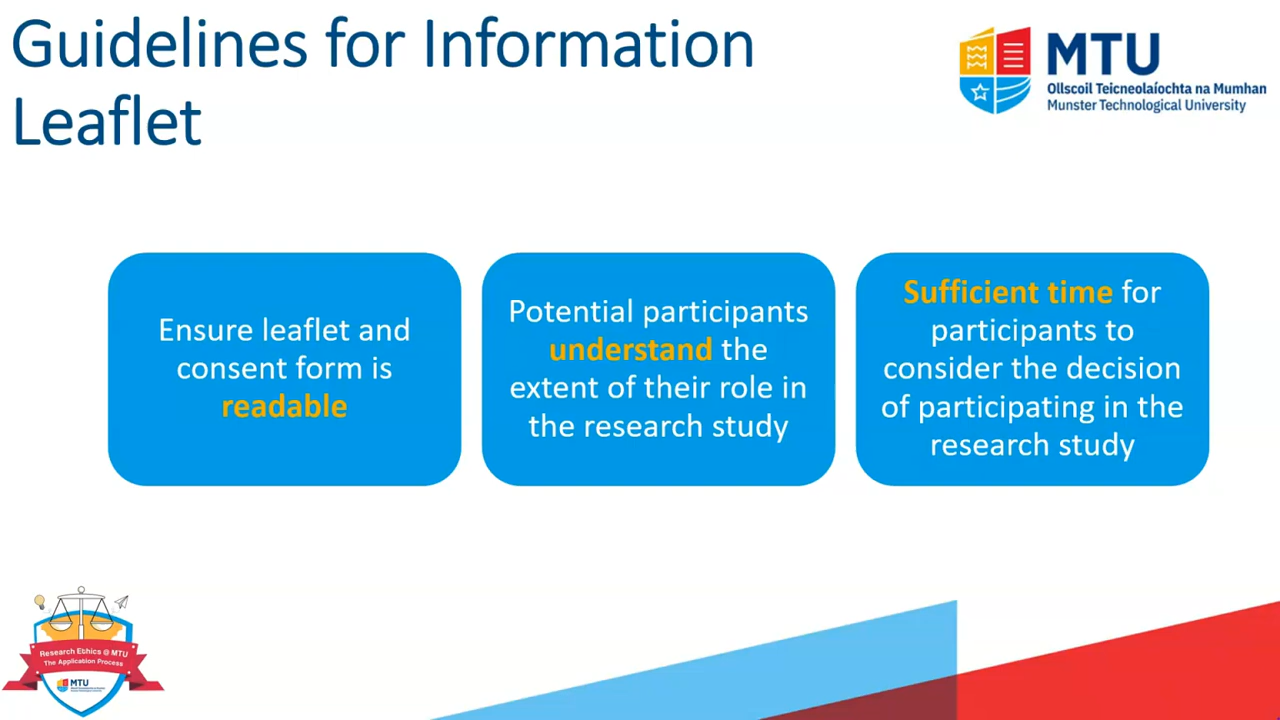 Guidelines for Information
Leaflet
MTU
Ollscoil Teicneolaíochta na Mumhan
Munster Technological University
Ensure leaflet and
consent form is
readable
Potential participants
understand the
extent of their role in
the research study
Sufficient time for
participants to
consider the decision
of participating in the
research study
Research Ethics @ MTU
The Application Process
MTU